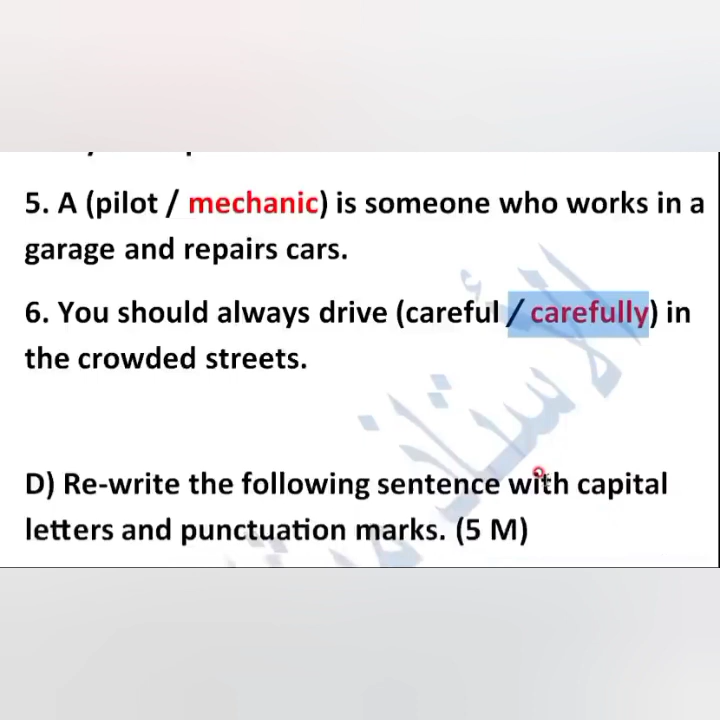 5. A (pilot / mechanic) is someone who works in a
garage and repairs cars.
6. You should always drive (careful / carefully) in
the crowded streets.
D) Re-write the following sentence with capital
letters and punctuation marks. (5 M)